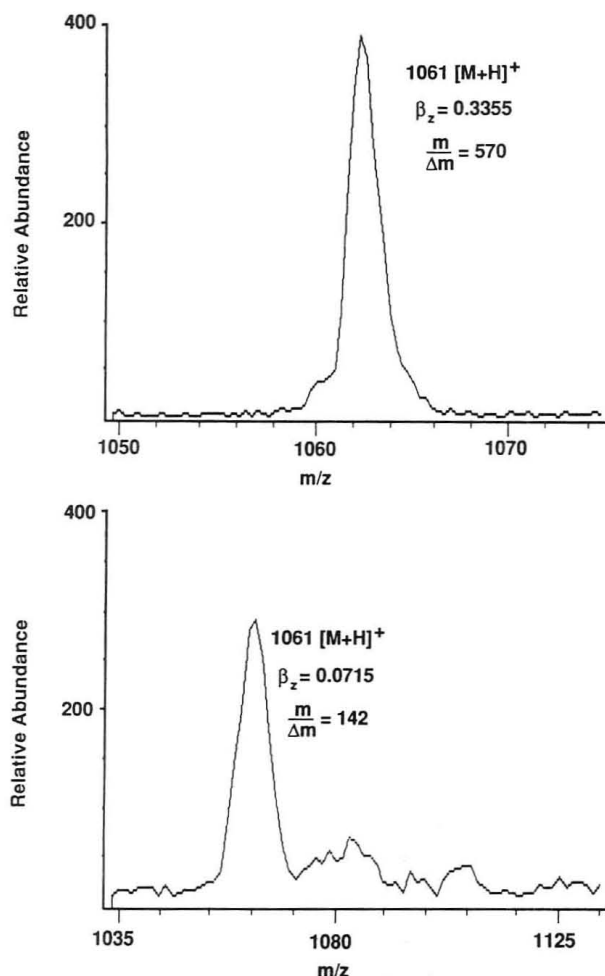 400
1061 [M+H]+
βz = 0.3355
m
Δm = 570
200
Relative Abundance
1050
1060
1070
m/z
400
1061 [M+H]+
βz = 0.0715
m
Δm = 142
200
Relative Abundance
1035
1080
1125
m/z